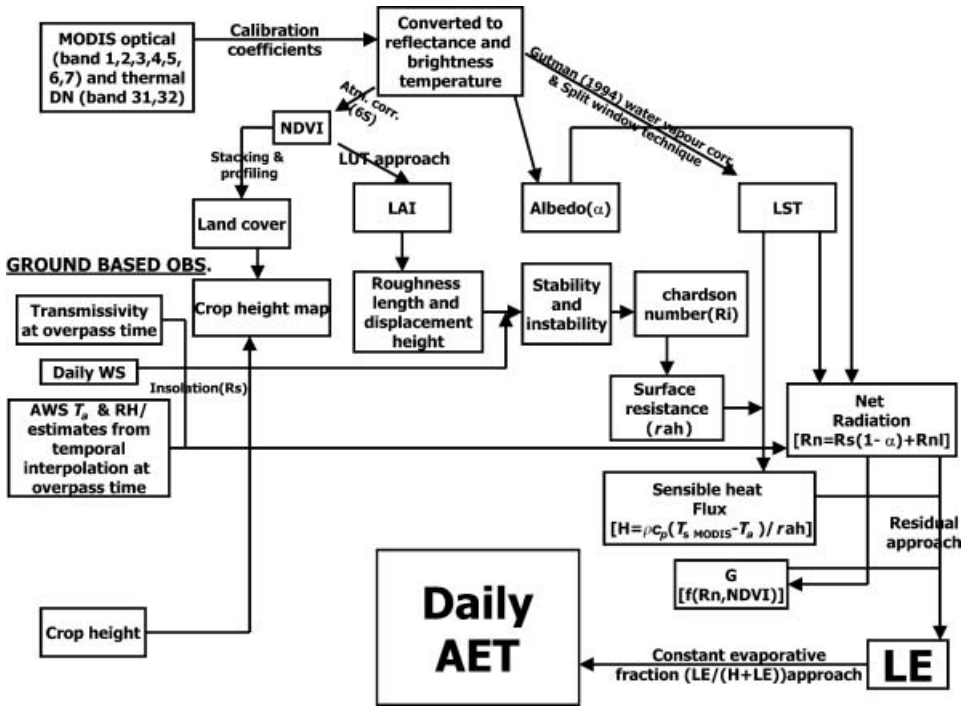 MODIS optical
(band 1,2,3,4,5,
6,7) and thermal
DN (band 31,32)
Calibration
coefficients
Converted to
reflectance and
brightness
temperature
Gutman (1994) water vapour corr.
& Split window technique
Atm. corr.
(6S)
NDVI
Stacking &
profiling
LUT approach
Land cover
LAI
Albedo(α)
LST
GROUND BASED OBS.
Transmissivity
at overpass time
Crop height map
Roughness
length and
displacement
height
Stability
and
instability
chardson
number(Ri)
Daily WS
Insolation(Rs)
Surface
resistance
(rah)
AWS Ta & RH/
estimates from
temporal
interpolation at
overpass time
Net
Radiation
[Rn=Rs(1- α)+Rnl]
Sensible heat
Flux
[H=ρcp(Ts MODIS-Ta)/rah]
Residual
approach
G
[f(Rn,NDVI)]
Crop height
Daily
AET
Constant evaporative
fraction (LE/(H+LE))approach
LE